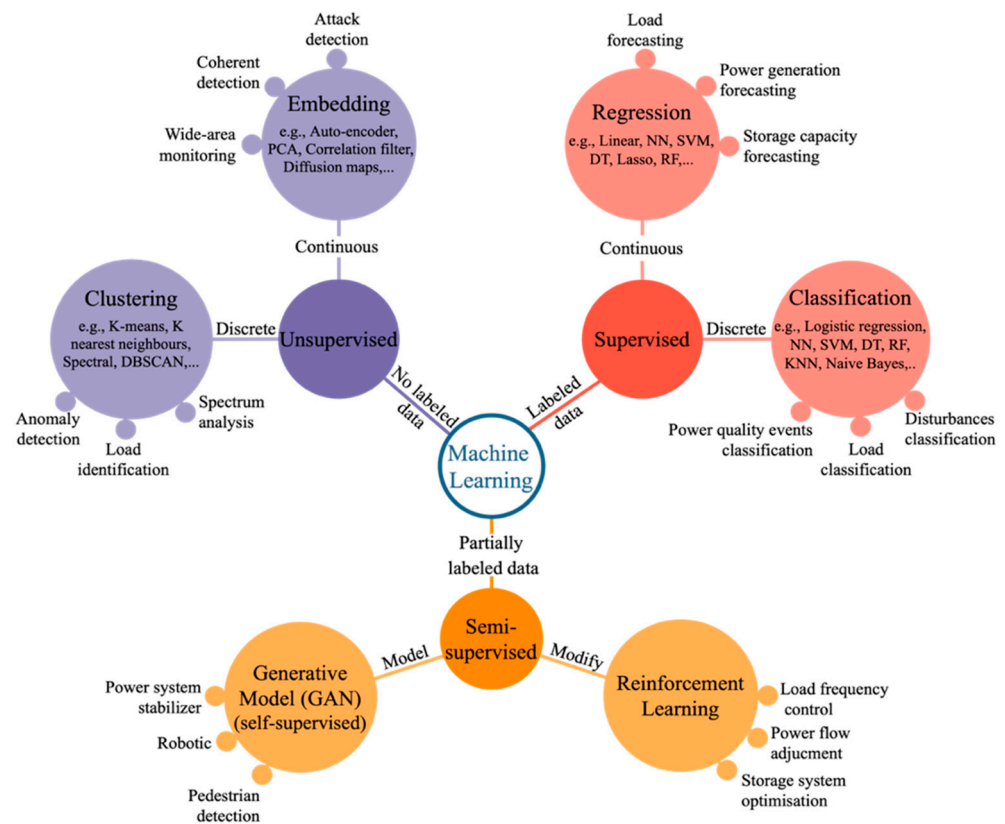 Attack
detection
Coherent
detection
Wide-area
monitoring
Embedding
e.g., Auto-encoder,
PCA, Correlation filter,
Diffusion maps,...
Continuous
Load
forecasting
Power generation
forecasting
Storage capacity
forecasting
Regression
e.g., Linear, NN, SVM,
DT, Lasso, RF,...
Continuous
Clustering
e.g., K-means, K
nearest neighbours,
Spectral, DBSCAN,...
Discrete
Unsupervised
Anomaly
detection
Load
identification
Spectrum
analysis
No labeled
data
Supervised
Discrete
Classification
e.g., Logistic regression,
NN, SVM, DT, RF,
KNN, Naive Bayes,..
Labeled
data
Power quality events
classification
Load
classification
Disturbances
classification
Machine
Learning
Partially
labeled data
Semi-
supervised
Model
Generative
Model (GAN)
(self-supervised)
Power system
stabilizer
Robotic
Pedestrian
detection
Modify
Reinforcement
Learning
Load frequency
control
Power flow
adjucment
Storage system
optimisation